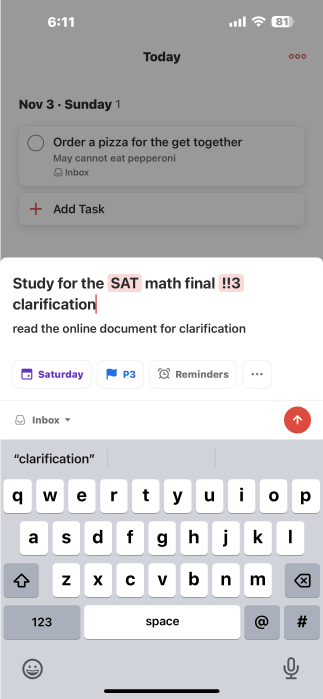 6:11
81
Today
Nov 3 · Sunday 1
Order a pizza for the get together
May cannot eat pepperoni
Inbox
Add Task
Study for the SAT math final !!3
clarification
read the online document for clarification
Saturday P3 Reminders
Inbox
“clarification”
q w e r t y u i o p
a s d f g h j k l
z x c v b n m
123 space @ #